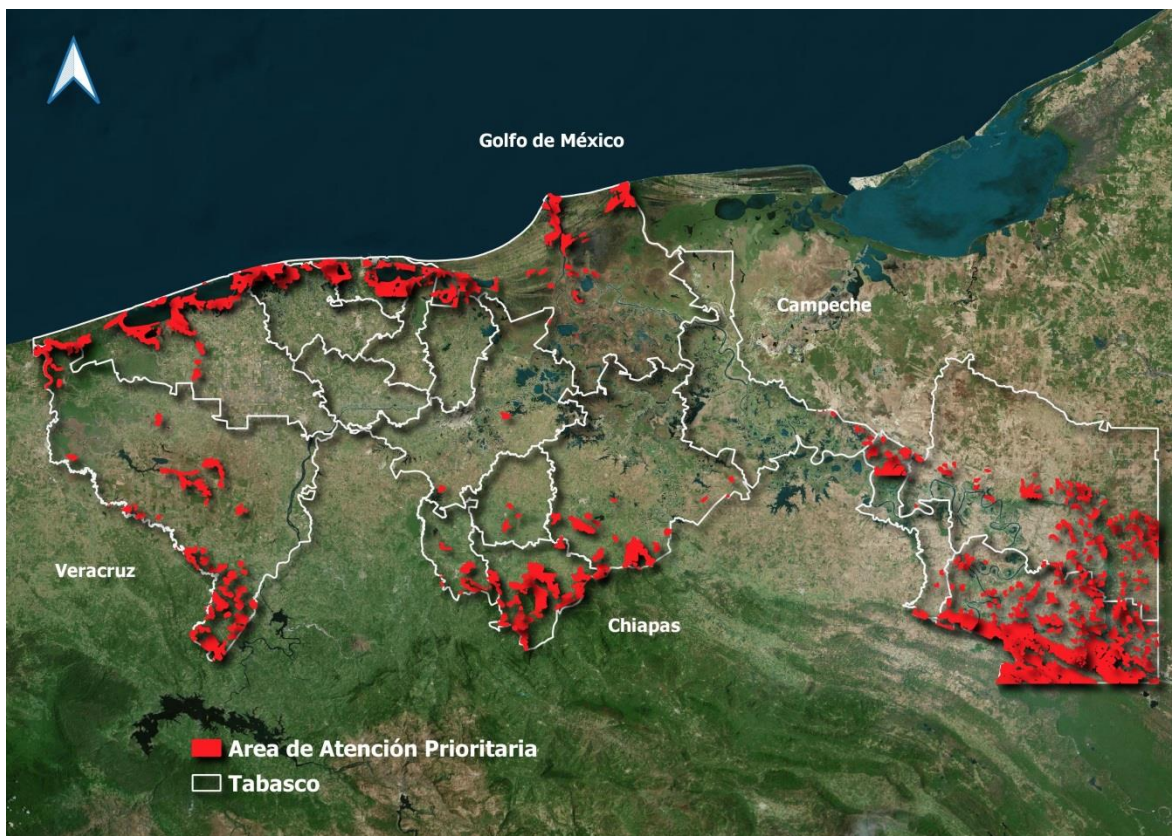 Golfo de México
Campeche
Veracruz
Chiapas
Area de Atención Prioritaria
Tabasco